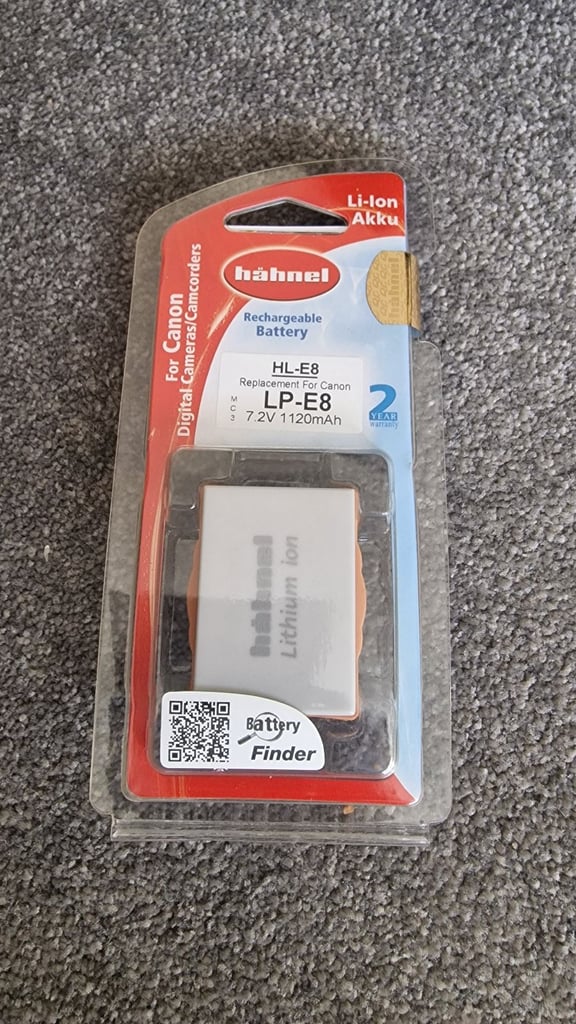 Li-Ion
Akku
hähnel
hähnel
For Canon
Digital Cameras/Camcorders
Rechargeable
Battery
HL-E8
Replacement For Canon
LP-E8
7.2V 1120mAh
MC3
2
YEAR
warranty
hähnel
Lithium ion
Battery
Finder